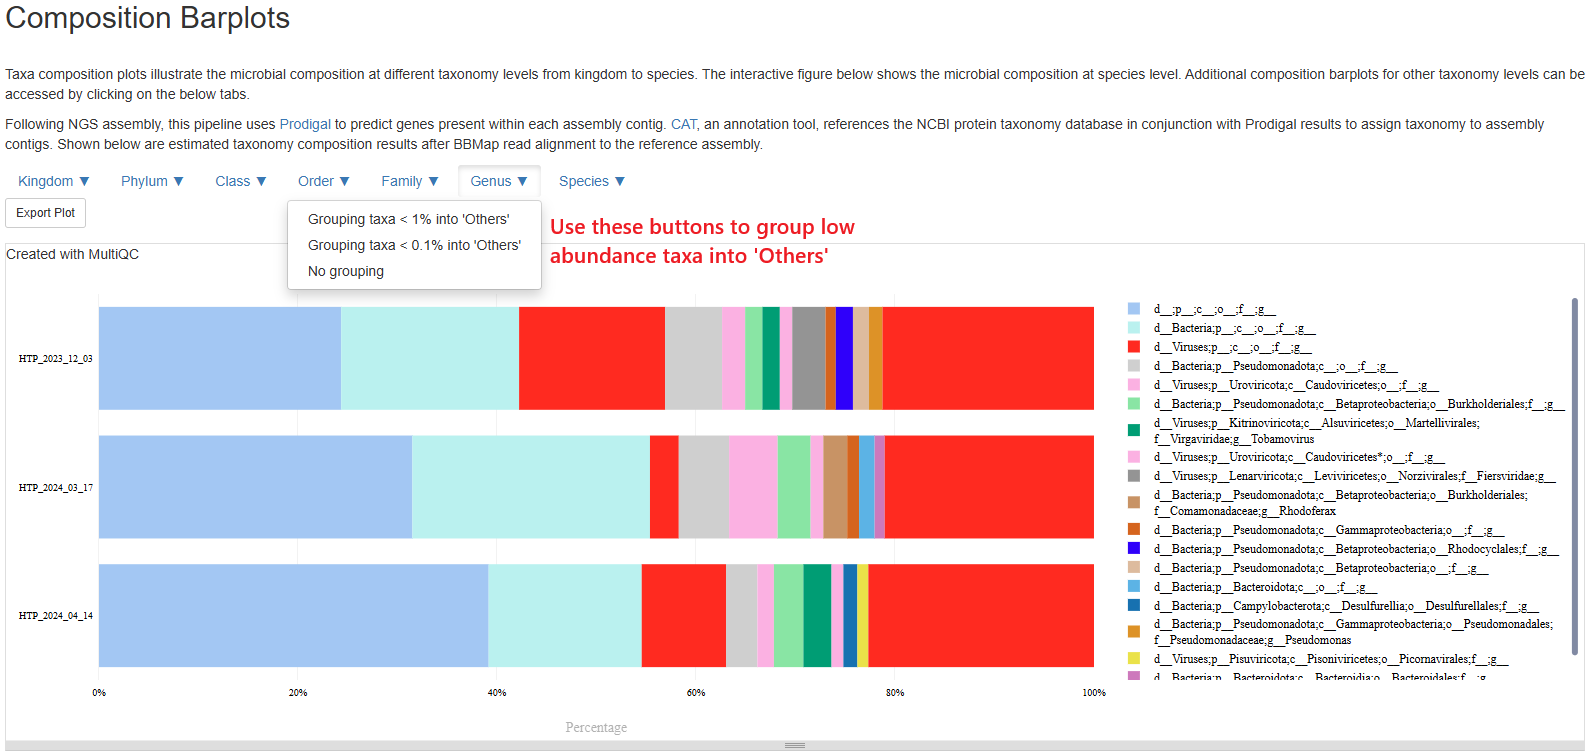 Composition Barplots
Taxa composition plots illustrate the microbial composition at different taxonomy levels from kingdom to species. The interactive figure below shows the microbial composition at species level. Additional composition barplots for other taxonomy levels can be
accessed by clicking on the below tabs.
Following NGS assembly, this pipeline uses Prodigal to predict genes present within each assembly contig. CAT, an annotation tool, references the NCBI protein taxonomy database in conjunction with Prodigal results to assign taxonomy to assembly
contigs. Shown below are estimated taxonomy composition results after BBMap read alignment to the reference assembly.
Kingdom ▼ Phylum ▼ Class ▼ Order ▼ Family ▼ Genus ▼ Species ▼
Export Plot
Grouping taxa < 1% into 'Others'
Grouping taxa < 0.1% into 'Others'
No grouping
Use these buttons to group low
abundance taxa into 'Others'
Created with MultiQC
HTP_2023_12_03
HTP_2024_03_17
HTP_2024_04_14
0% 20% 40% 60% 80% 100%
Percentage
d__;p__;c__;o__;f__;g__
d__Bacteria;p__;c__;o__;f__;g__
d__Viruses;p__;c__;o__;f__;g__
d__Bacteria;p__Pseudomonadota;c__;o__;f__;g__
d__Viruses;p__Uroviricota;c__Caudoviricetes;o__;f__;g__
d__Bacteria;p__Pseudomonadota;c__Betaproteobacteria;o__Burkholderiales;f__;g__
d__Viruses;p__Kitrinoviricota;c__Alsuviricetes;o__Martellivirales;
f__Virgaviridae;g__Tobamovirus
d__Viruses;p__Uroviricota;c__Caudoviricetes*;o__;f__;g__
d__Viruses;p__Lenarviricota;c__Leviviricetes;o__Norzivirales;f__Fiersviridae;g__
d__Bacteria;p__Pseudomonadota;c__Betaproteobacteria;o__Burkholderiales;
f__Comamonadaceae;g__Rhodoferax
d__Bacteria;p__Pseudomonadota;c__Gammaproteobacteria;o__;f__;g__
d__Bacteria;p__Pseudomonadota;c__Betaproteobacteria;o__Rhodocyclales;f__;g__
d__Bacteria;p__Pseudomonadota;c__Betaproteobacteria;o__;f__;g__
d__Bacteria;p__Bacteroidota;c__;o__;f__;g__
d__Bacteria;p__Campylobacterota;c__Desulfurellia;o__Desulfurellales;f__;g__
d__Bacteria;p__Pseudomonadota;c__Gammaproteobacteria;o__Pseudomonadales;
f__Pseudomonadaceae;g__Pseudomonas
d__Viruses;p__Pisuviricota;c__Pisoniviricetes;o__Picornavirales;f__;g__
d__Bacteria;p__Bacteroidota;c__Bacteroidia;o__Bacteroidales;f__;g__